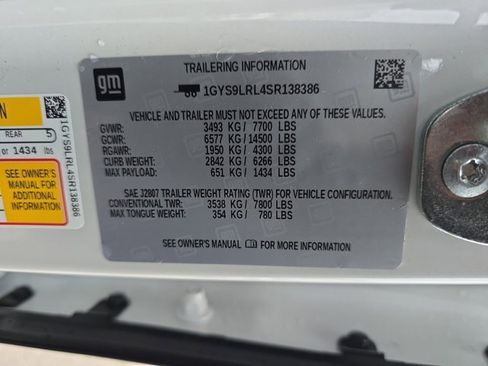 gm
TRAILERING INFORMATION
1GYS9LRL4SR138386
VEHICLE AND TRAILER MUST NOT EXCEED ANY OF THESE VALUES.
GVWR: 3493 KG / 7700 LBS
GCWR: 6577 KG / 14500 LBS
RGAWR: 1950 KG / 4300 LBS
CURB WEIGHT: 2842 KG / 6266 LBS
MAX PAYLOAD: 651 KG / 1434 LBS
SAE J2807 TRAILER WEIGHT RATING (TWR) FOR VEHICLE CONFIGURATION.
CONVENTIONAL TWR: 3538 KG / 7800 LBS
MAX TONGUE WEIGHT: 354 KG / 780 LBS
SEE OWNER'S MANUAL FOR MORE INFORMATION
REAR 5
or 1434 lbs
SEE OWNER'S
MANUAL FOR
ADDITIONAL
INFORMATION
1GYS9LRL4SR138386